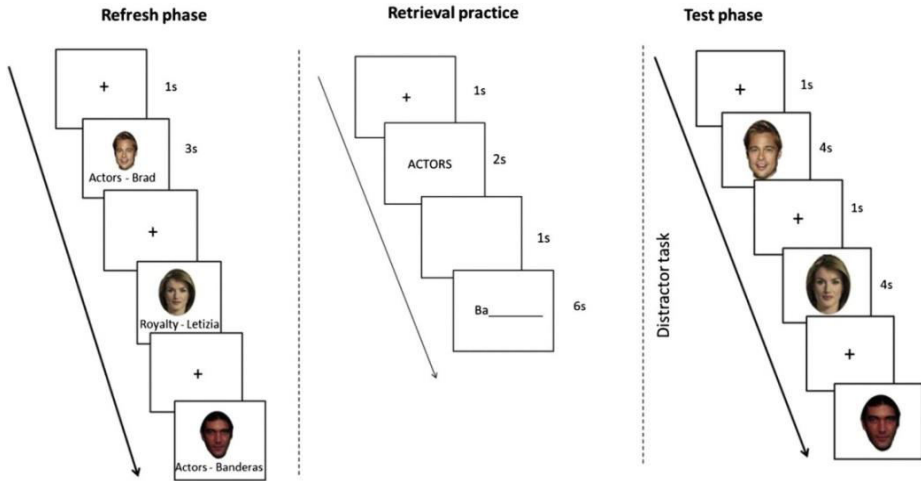 Refresh phase
+
1s
3s
Actors - Brad
+
Royalty - Letizia
+
Actors - Banderas
Retrieval practice
+
1s
ACTORS
2s
1s
Ba_______
6s
Distractor task
Test phase
+
1s
4s
+
1s
4s
+